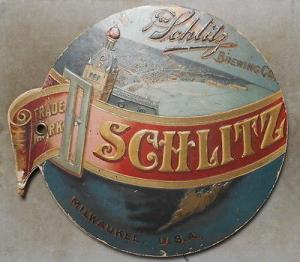 Jos. Schlitz
BREWING CO.
TRADE
MARK
SCHLITZ
MILWAUKEE, U.S.A.